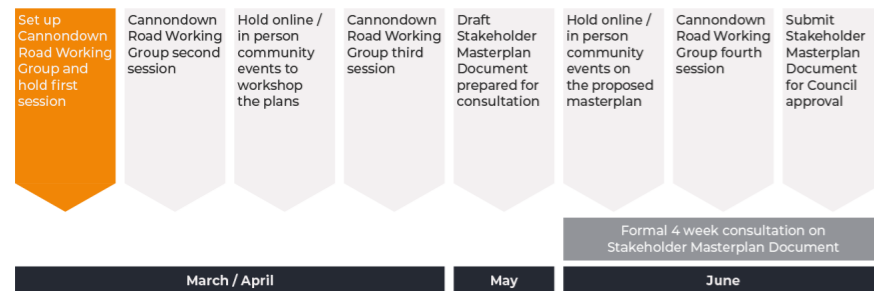 Set up
Cannondown
Road Working
Group and
hold first
session
Cannondown
Road Working
Group second
session
Hold online /
in person
community
events to
workshop
the plans
Cannondown
Road Working
Group third
session
Draft
Stakeholder
Masterplan
Document
prepared for
consultation
Hold online /
in person
community
events on
the proposed
masterplan
Cannondown
Road Working
Group fourth
session
Submit
Stakeholder
Masterplan
Document
for Council
approval
Formal 4 week consultation on
Stakeholder Masterplan Document
March / April
May
June